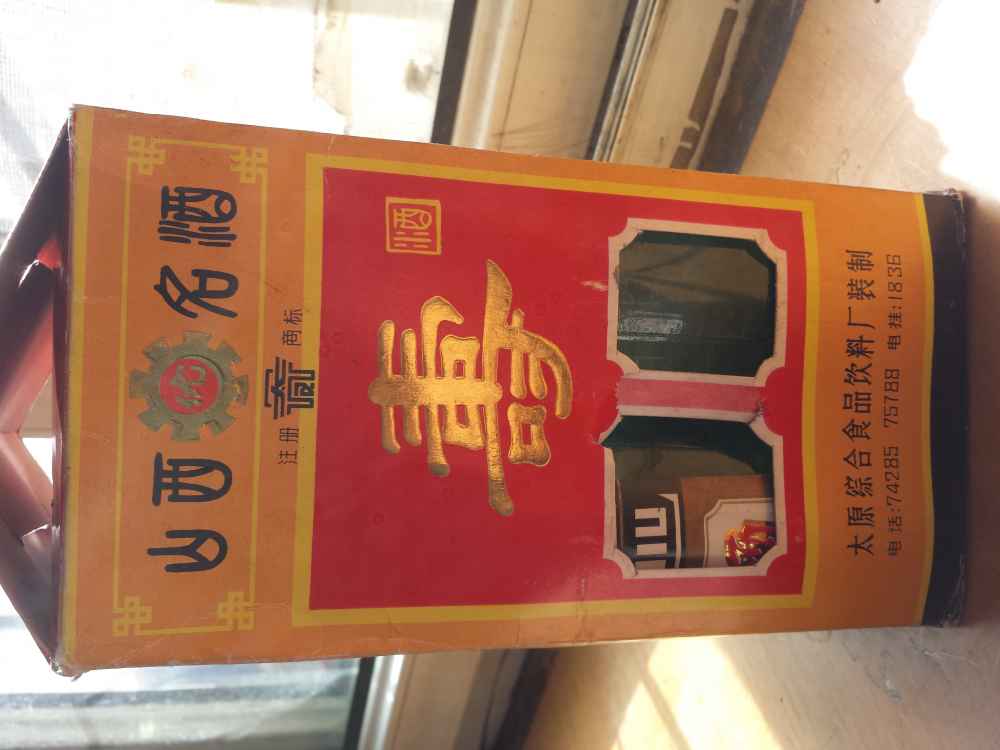 山西名酒
注册商标
酒
壽
太原综合食品饮料厂装制
电话:74285 75788 电挂:1836